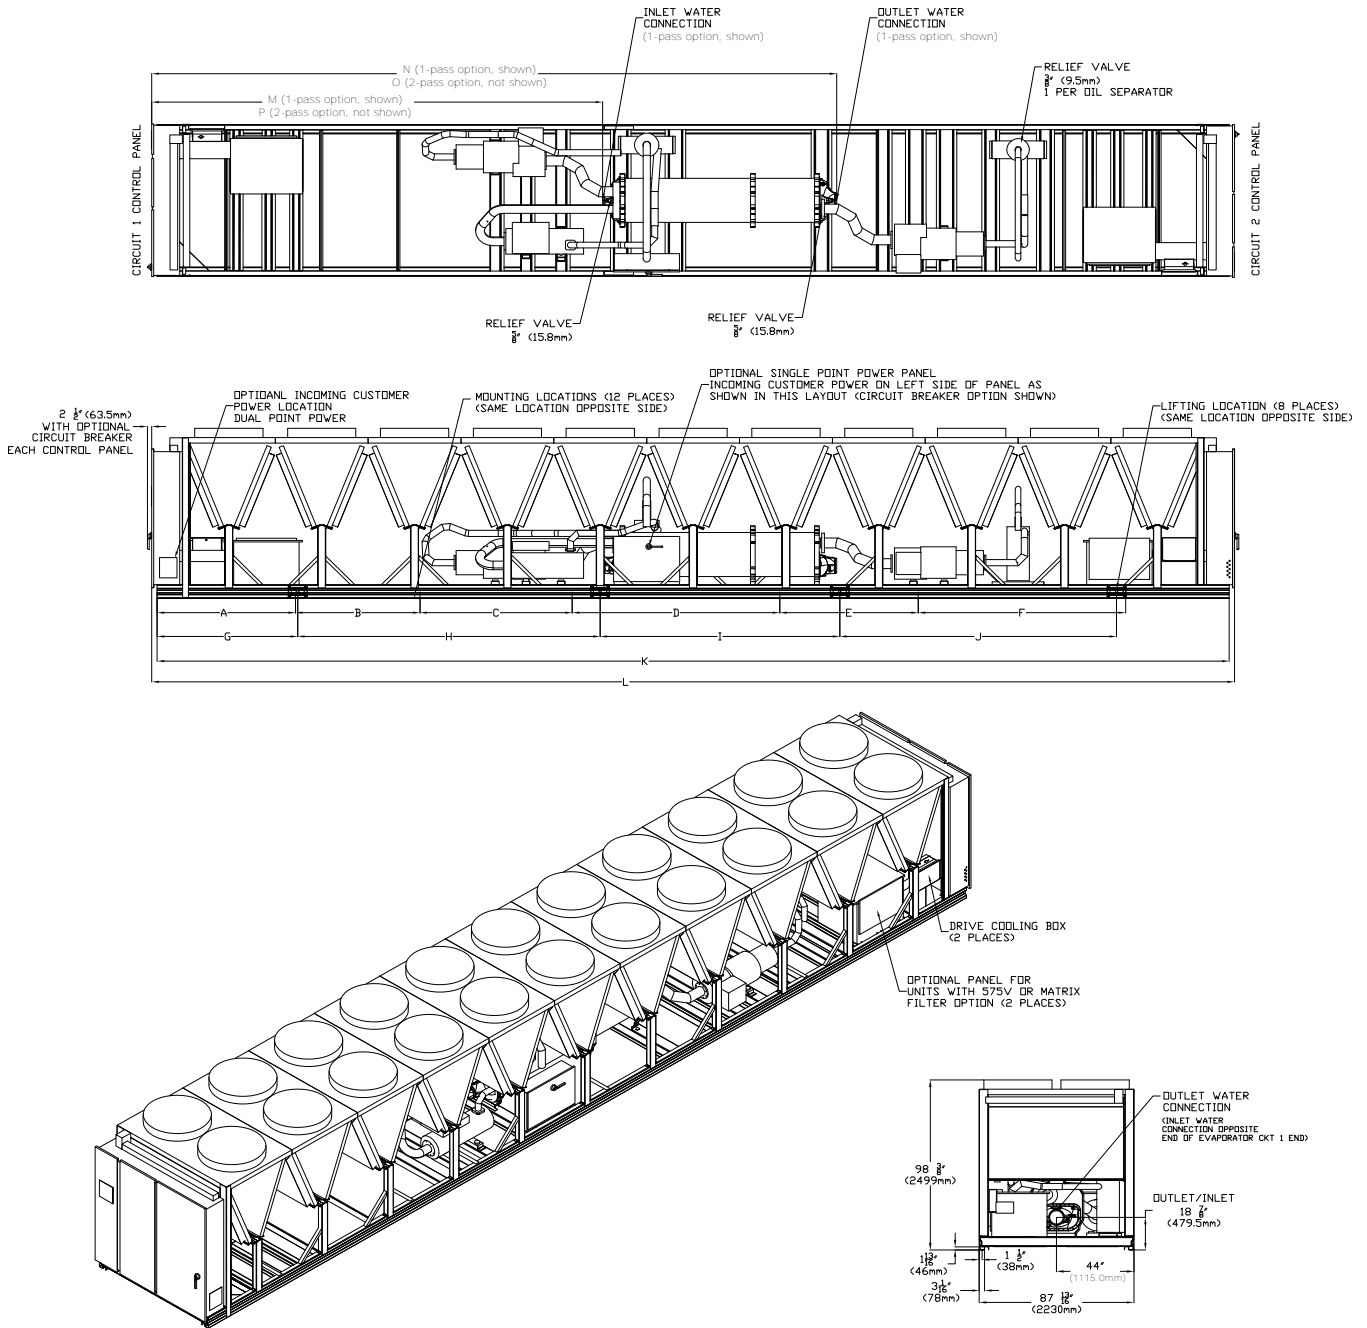 INLET WATER
CONNECTION
(1-pass option, shown)
OUTLET WATER
CONNECTION
(1-pass option, shown)
N (1-pass option, shown)
O (2-pass option, not shown)
M (1-pass option, shown)
P (2-pass option, not shown)
RELIEF VALVE
3/8" (9.5mm)
1 PER OIL SEPARATOR
CIRCUIT 1 CONTROL PANEL
CIRCUIT 2 CONTROL PANEL
RELIEF VALVE
5/8" (15.8mm)
RELIEF VALVE
5/8" (15.8mm)
2 1/2" (63.5mm)
WITH OPTIONAL
CIRCUIT BREAKER
EACH CONTROL PANEL
OPTIOANL INCOMING CUSTOMER
POWER LOCATION
DUAL POINT POWER
MOUNTING LOCATIONS (12 PLACES)
(SAME LOCATION OPPOSITE SIDE)
OPTIONAL SINGLE POINT POWER PANEL
INCOMING CUSTOMER POWER ON LEFT SIDE OF PANEL AS
SHOWN IN THIS LAYOUT (CIRCUIT BREAKER OPTION SHOWN)
LIFTING LOCATION (8 PLACES)
(SAME LOCATION OPPOSITE SIDE)
A B C D E F
G H I J
K
L
DRIVE COOLING BOX
(2 PLACES)
OPTIONAL PANEL FOR
UNITS WITH 575V OR MATRIX
FILTER OPTION (2 PLACES)
OUTLET WATER
CONNECTION
(INLET WATER
CONNECTION OPPOSITE
END OF EVAPORATOR CKT 1 END)
98 3/8"
(2499mm)
OUTLET/INLET
18 7/8"
(479.5mm)
1 13/16"
(46mm)
1 1/2"
(38mm)
44"
(1115.0mm)
3 1/16"
(78mm)
87 13/16"
(2230mm)